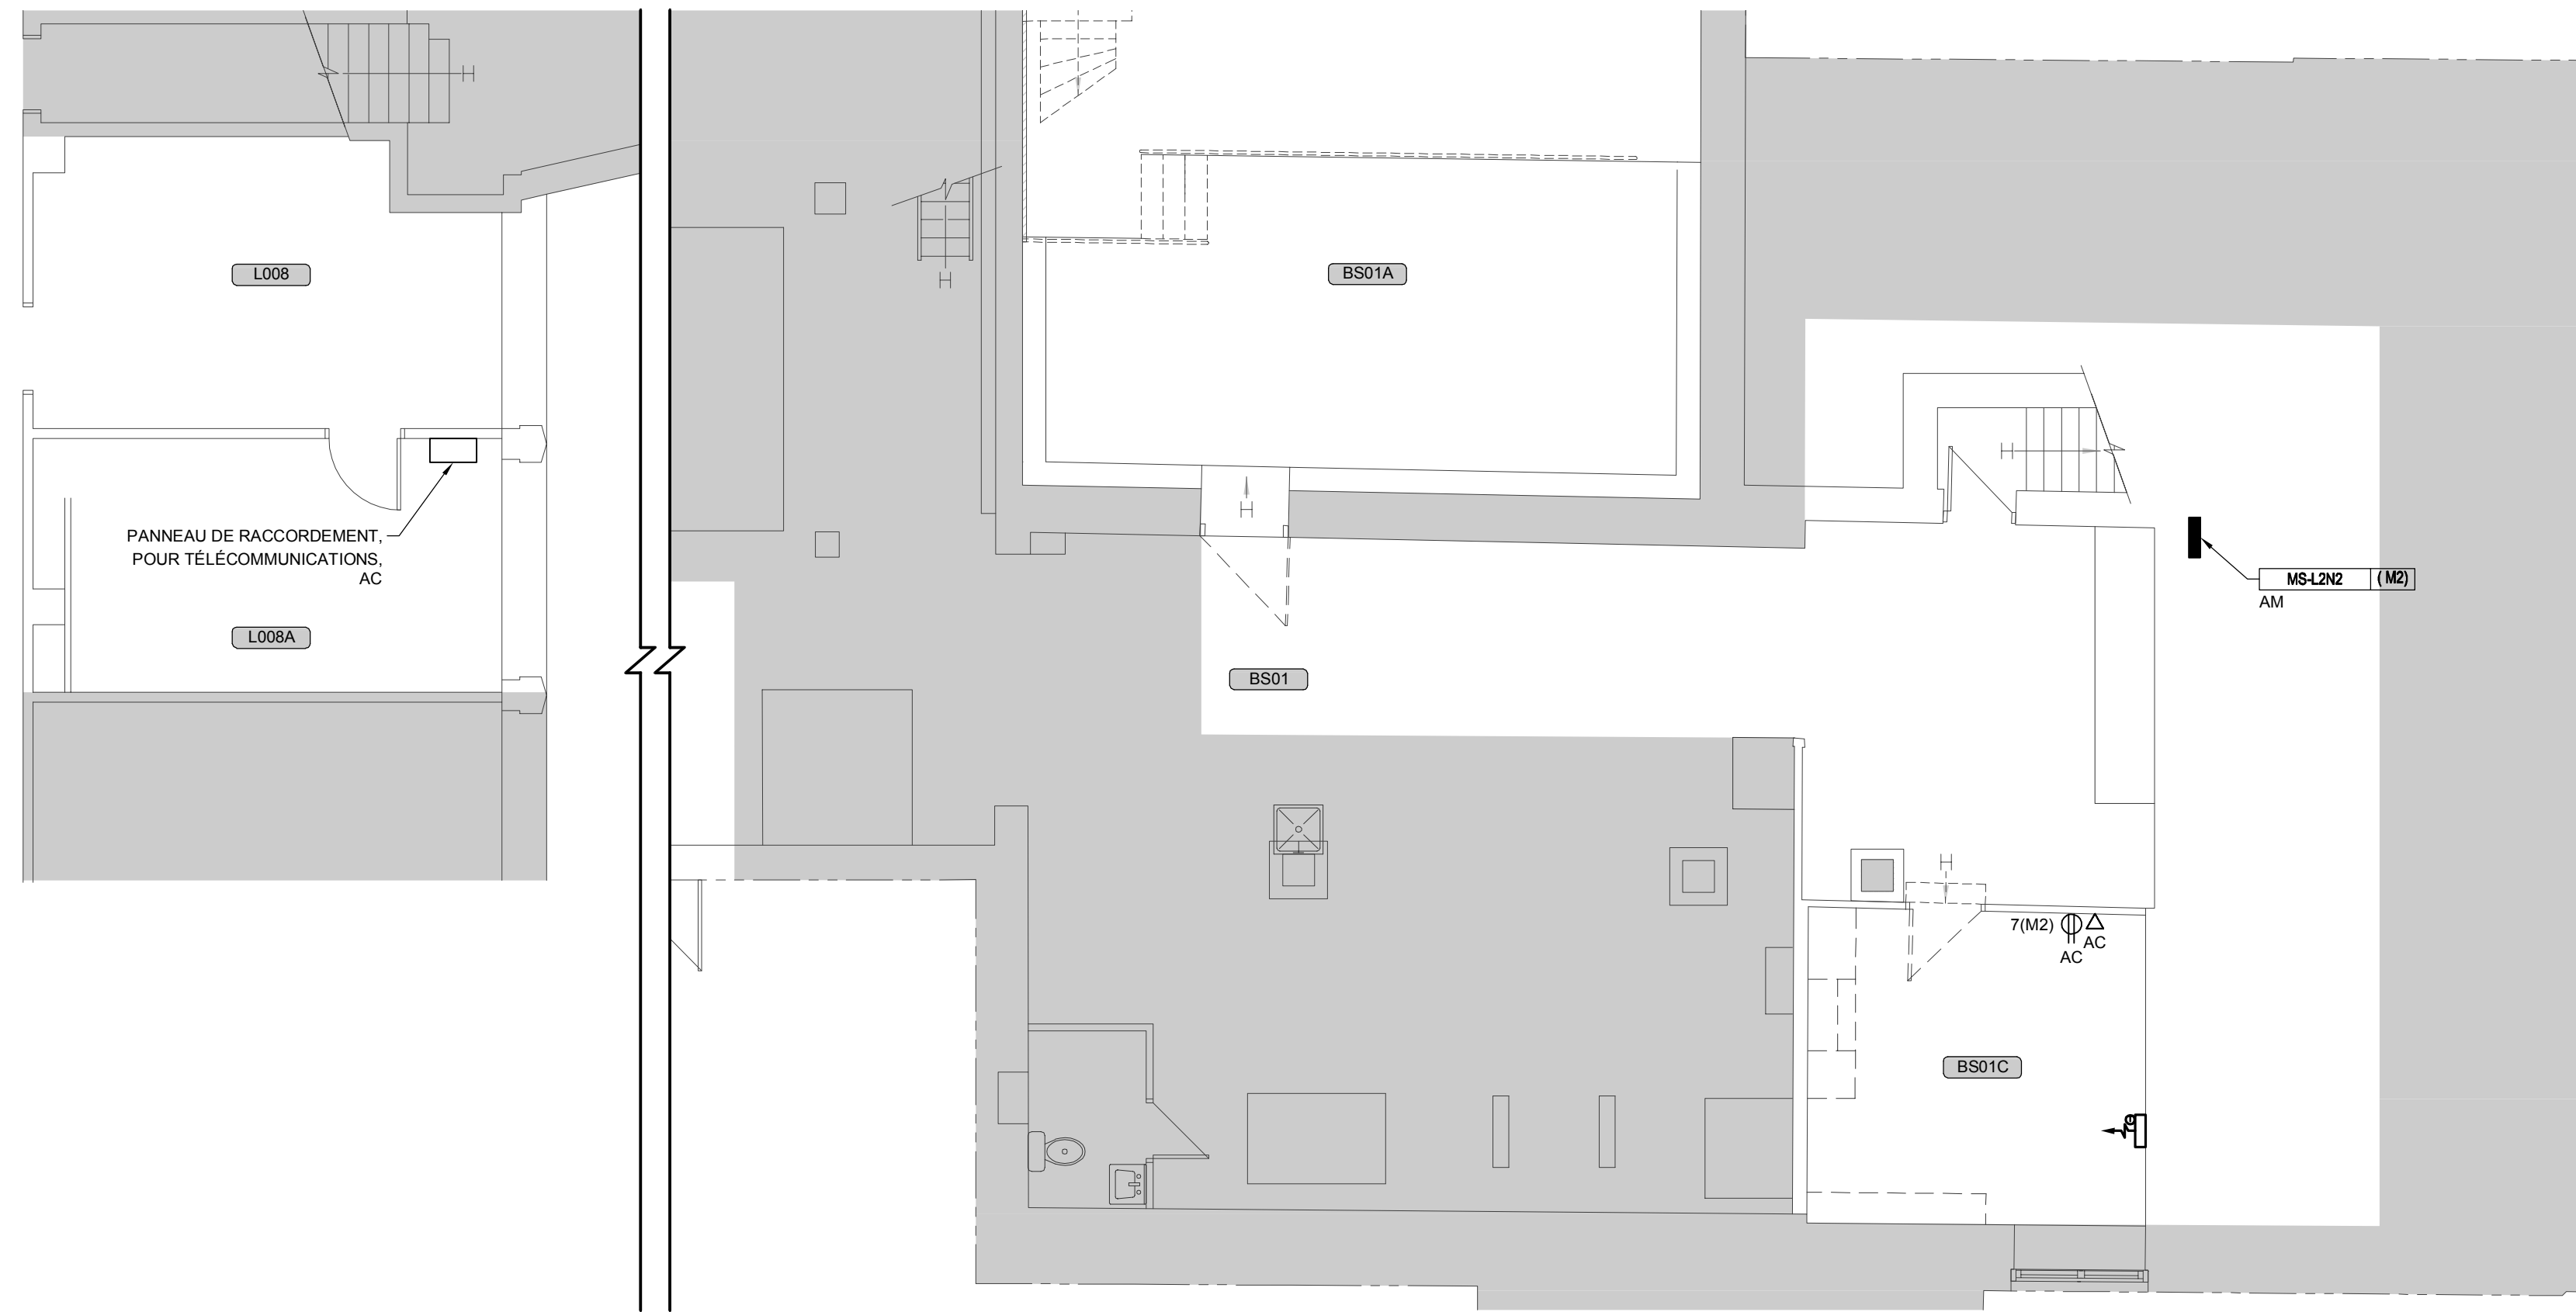 H
L008
PANNEAU DE RACCORDEMENT,
POUR TÉLÉCOMMUNICATIONS,
AC
L008A
H
BS01A
H
BS01
H
MS-L2N2 (M2)
AM
H
7(M2)
AC
AC
BS01C